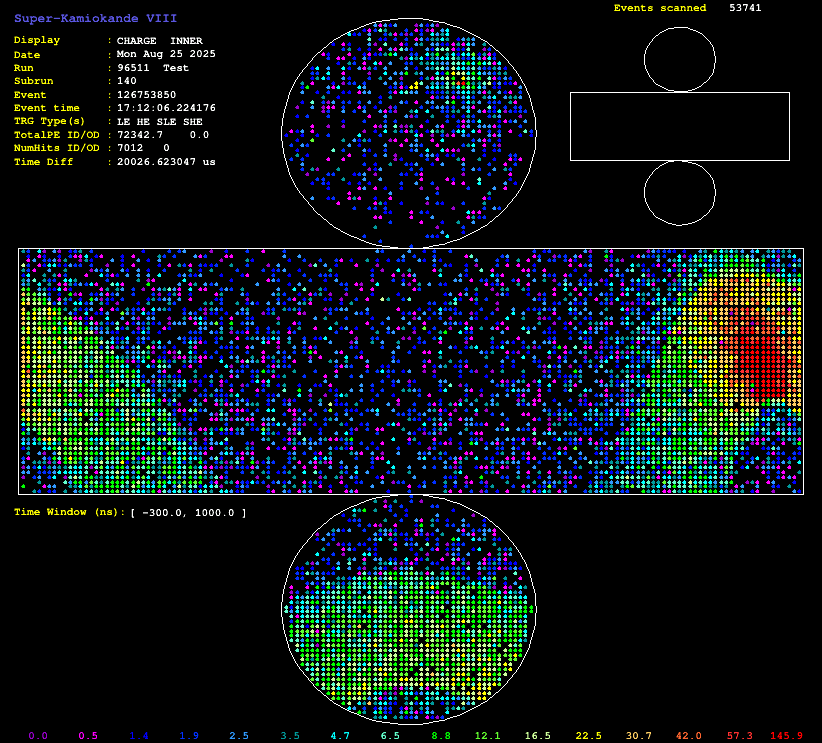 Super-Kamiokande VIII
Events scanned 53741
Display : CHARGE INNER
Date : Mon Aug 25 2025
Run : 96511 Test
Subrun : 140
Event : 126753850
Event time : 17:12:06.224176
TRG Type(s) : LE HE SLE SHE
TotalPE ID/OD : 72342.7 0.0
NumHits ID/OD : 7012 0
Time Diff : 20026.623047 us
Time Window (ns): [ -300.0, 1000.0 ]
0.0 0.5 1.4 1.9 2.5 3.5 4.7 6.5 8.8 12.1 16.5 22.5 30.7 42.0 57.3 145.9